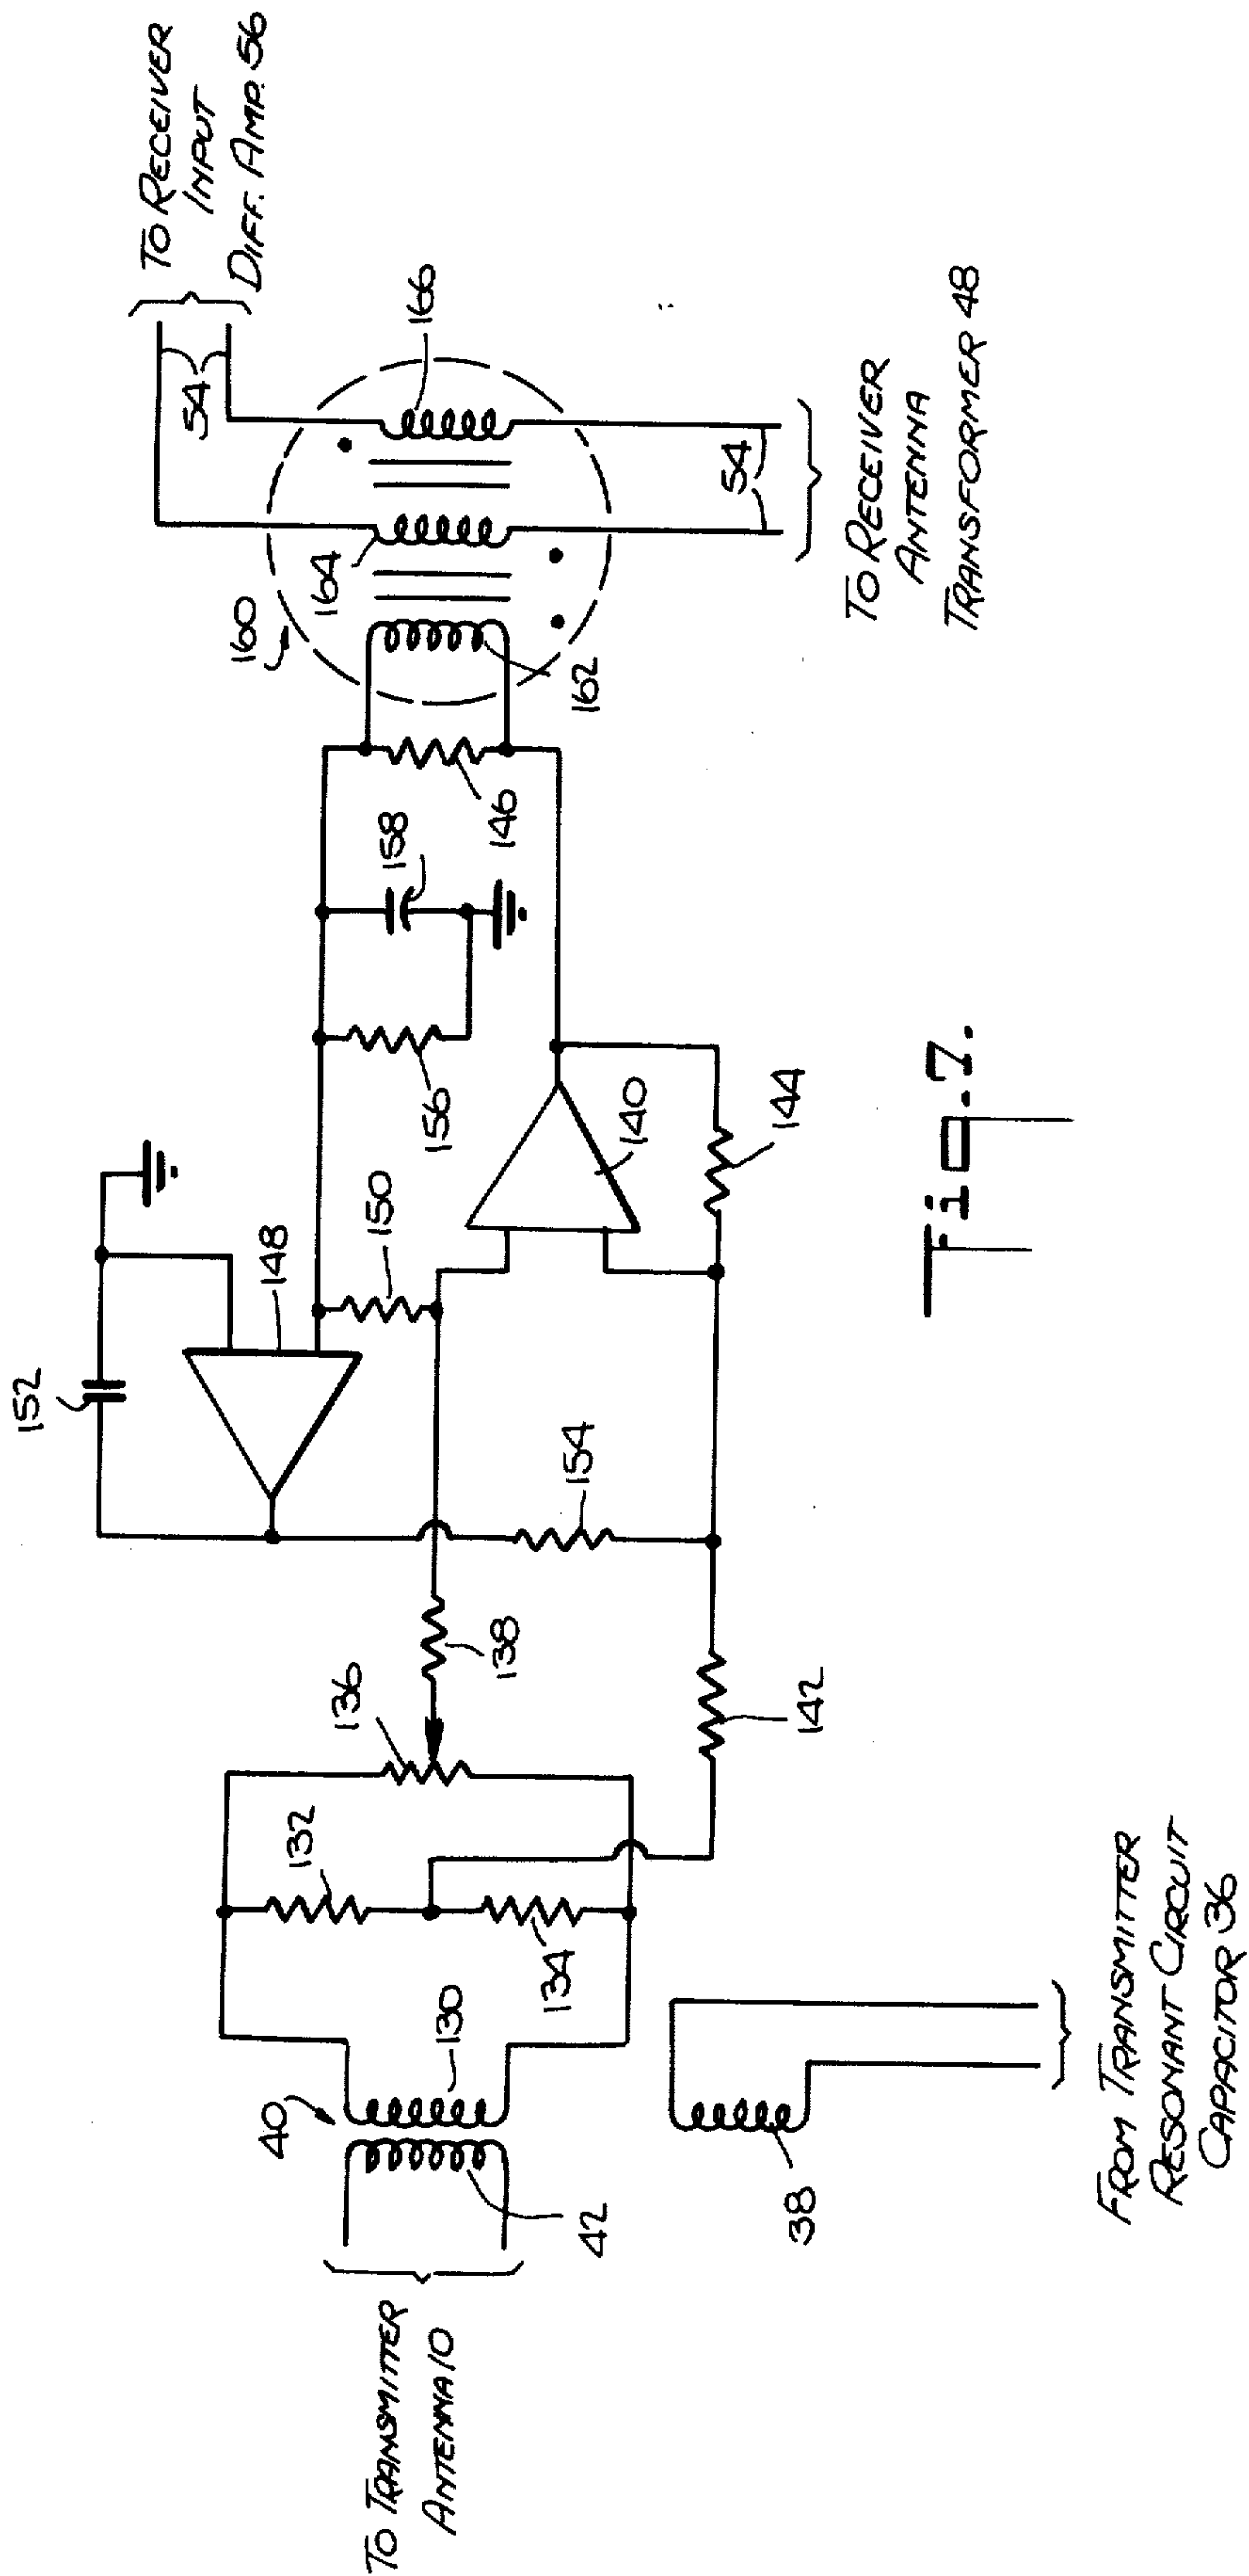 TO RECEIVER
INPUT
DIFF. AMP. 56
54
166
160
164
162
54
TO RECEIVER
ANTENNA
TRANSFORMER 48
146
158
156
150
148
152
140
144
154
138
136
142
132
134
130
40
42
38
TO TRANSMITTER
ANTENNA 10
FROM TRANSMITTER
RESONANT CIRCUIT
CAPACITOR 36
Fig. 7.